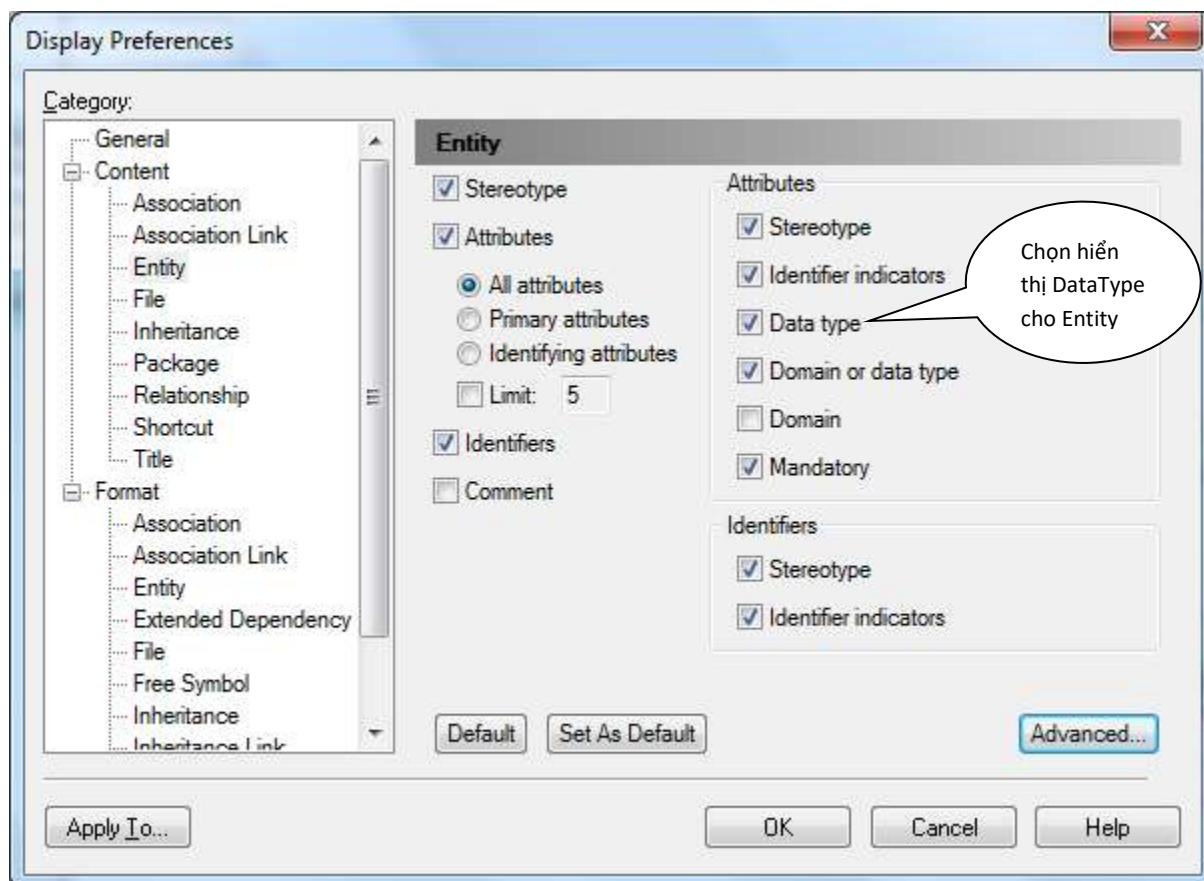 Display Preferences
Category:
General
Content
Association
Association Link
Entity
File
Inheritance
Package
Relationship
Shortcut
Title
Format
Association
Association Link
Entity
Extended Dependency
File
Free Symbol
Inheritance
Inheritance Link
Entity
Stereotype
Attributes
All attributes
Primary attributes
Identifying attributes
Limit: 5
Identifiers
Comment
Attributes
Stereotype
Identifier indicators
Data type
Domain or data type
Domain
Mandatory
Chọn hiển
thị DataType
cho Entity
Identifiers
Stereotype
Identifier indicators
Default
Set As Default
Advanced...
Apply To...
OK
Cancel
Help